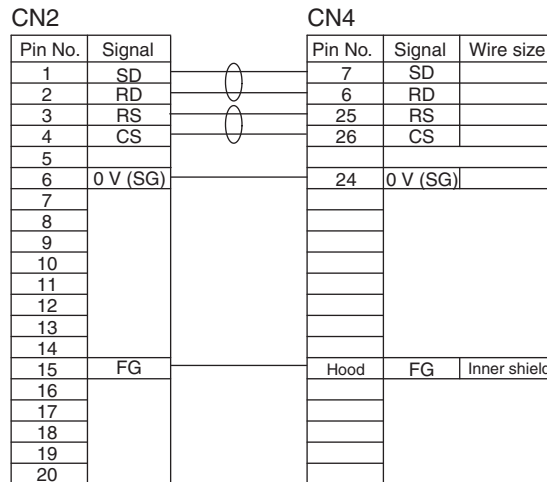 CN2 CN4
Pin No. Signal Pin No. Signal Wire size
1 SD 7 SD
2 RD 6 RD
3 RS 25 RS
4 CS 26 CS
5
6 0 V (SG) 24 0 V (SG)
7
8
9
10
11
12
13
14
15 FG Hood FG Inner shield
16
17
18
19
20